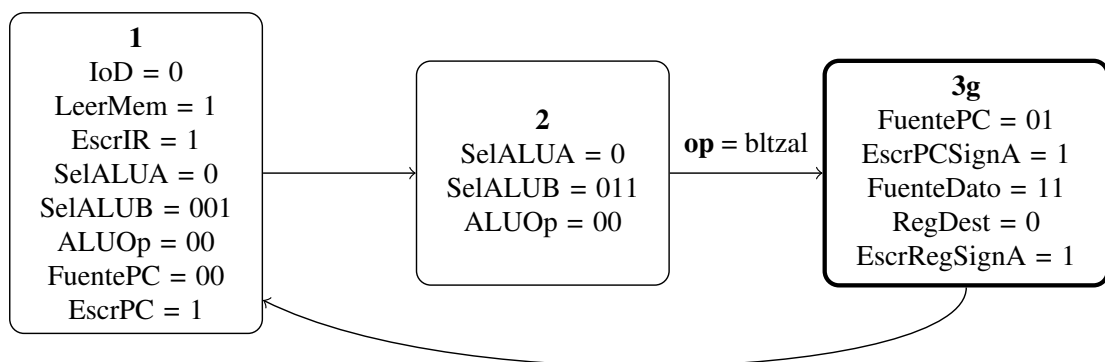 1
IoD = 0
LeerMem = 1
EscrIR = 1
SelALUA = 0
SelALUB = 001
ALUOp = 00
FuentePC = 00
EscrPC = 1
2
SelALUA = 0
SelALUB = 011
ALUOp = 00
op = bltzal
3g
FuentePC = 01
EscrPCSignA = 1
FuenteDato = 11
RegDest = 0
EscrRegSignA = 1